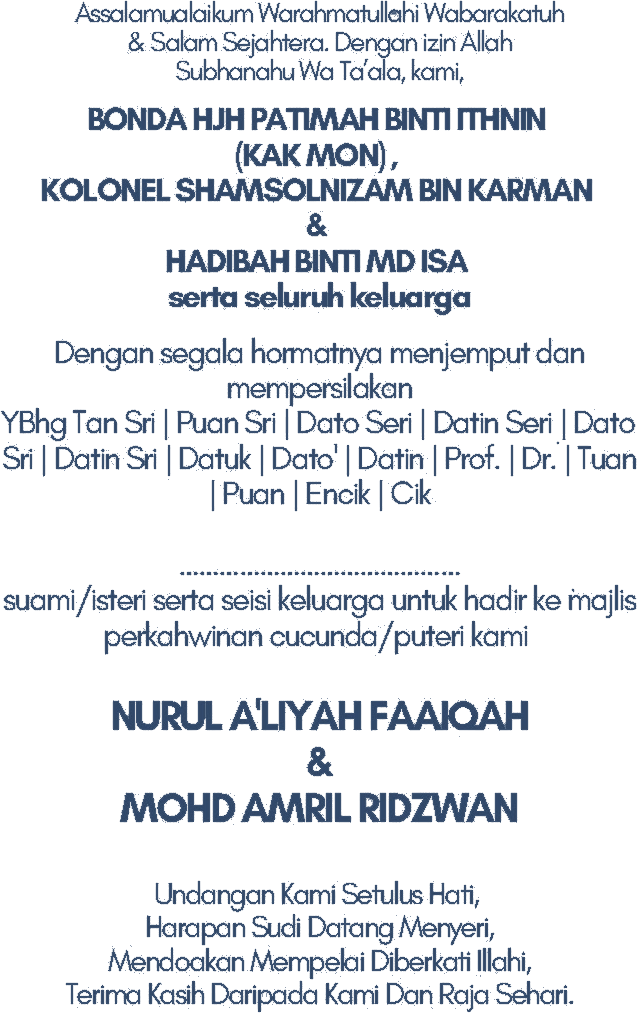 Assalamualaikum Warahmatullahi Wabarakatuh
& Salam Sejahtera. Dengan izin Allah
Subhanahu Wa Ta'ala, kami,
BONDA HJH PATIMAH BINTI ITHNIN
(KAK MON) ,
KOLONEL SHAMSOLNIZAM BIN KARMAN
&
HADIBAH BINTI MD ISA
serta seluruh keluarga
Dengan segala hormatnya menjemput dan
mempersilakan
YBhg Tan Sri | Puan Sri | Dato Seri | Datin Seri | Dato
Sri | Datin Sri | Datuk | Dato' | Datin | Prof. | Dr. | Tuan
| Puan | Encik | Cik
..........................................
suami/isteri serta seisi keluarga untuk hadir ke majlis
perkahwinan cucunda/puteri kami
NURUL A'LIYAH FAAIQAH
&
MOHD AMRIL RIDZWAN
Undangan Kami Setulus Hati,
Harapan Sudi Datang Menyeri,
Mendoakan Mempelai Diberkati Illahi,
Terima Kasih Daripada Kami Dan Raja Sehari.